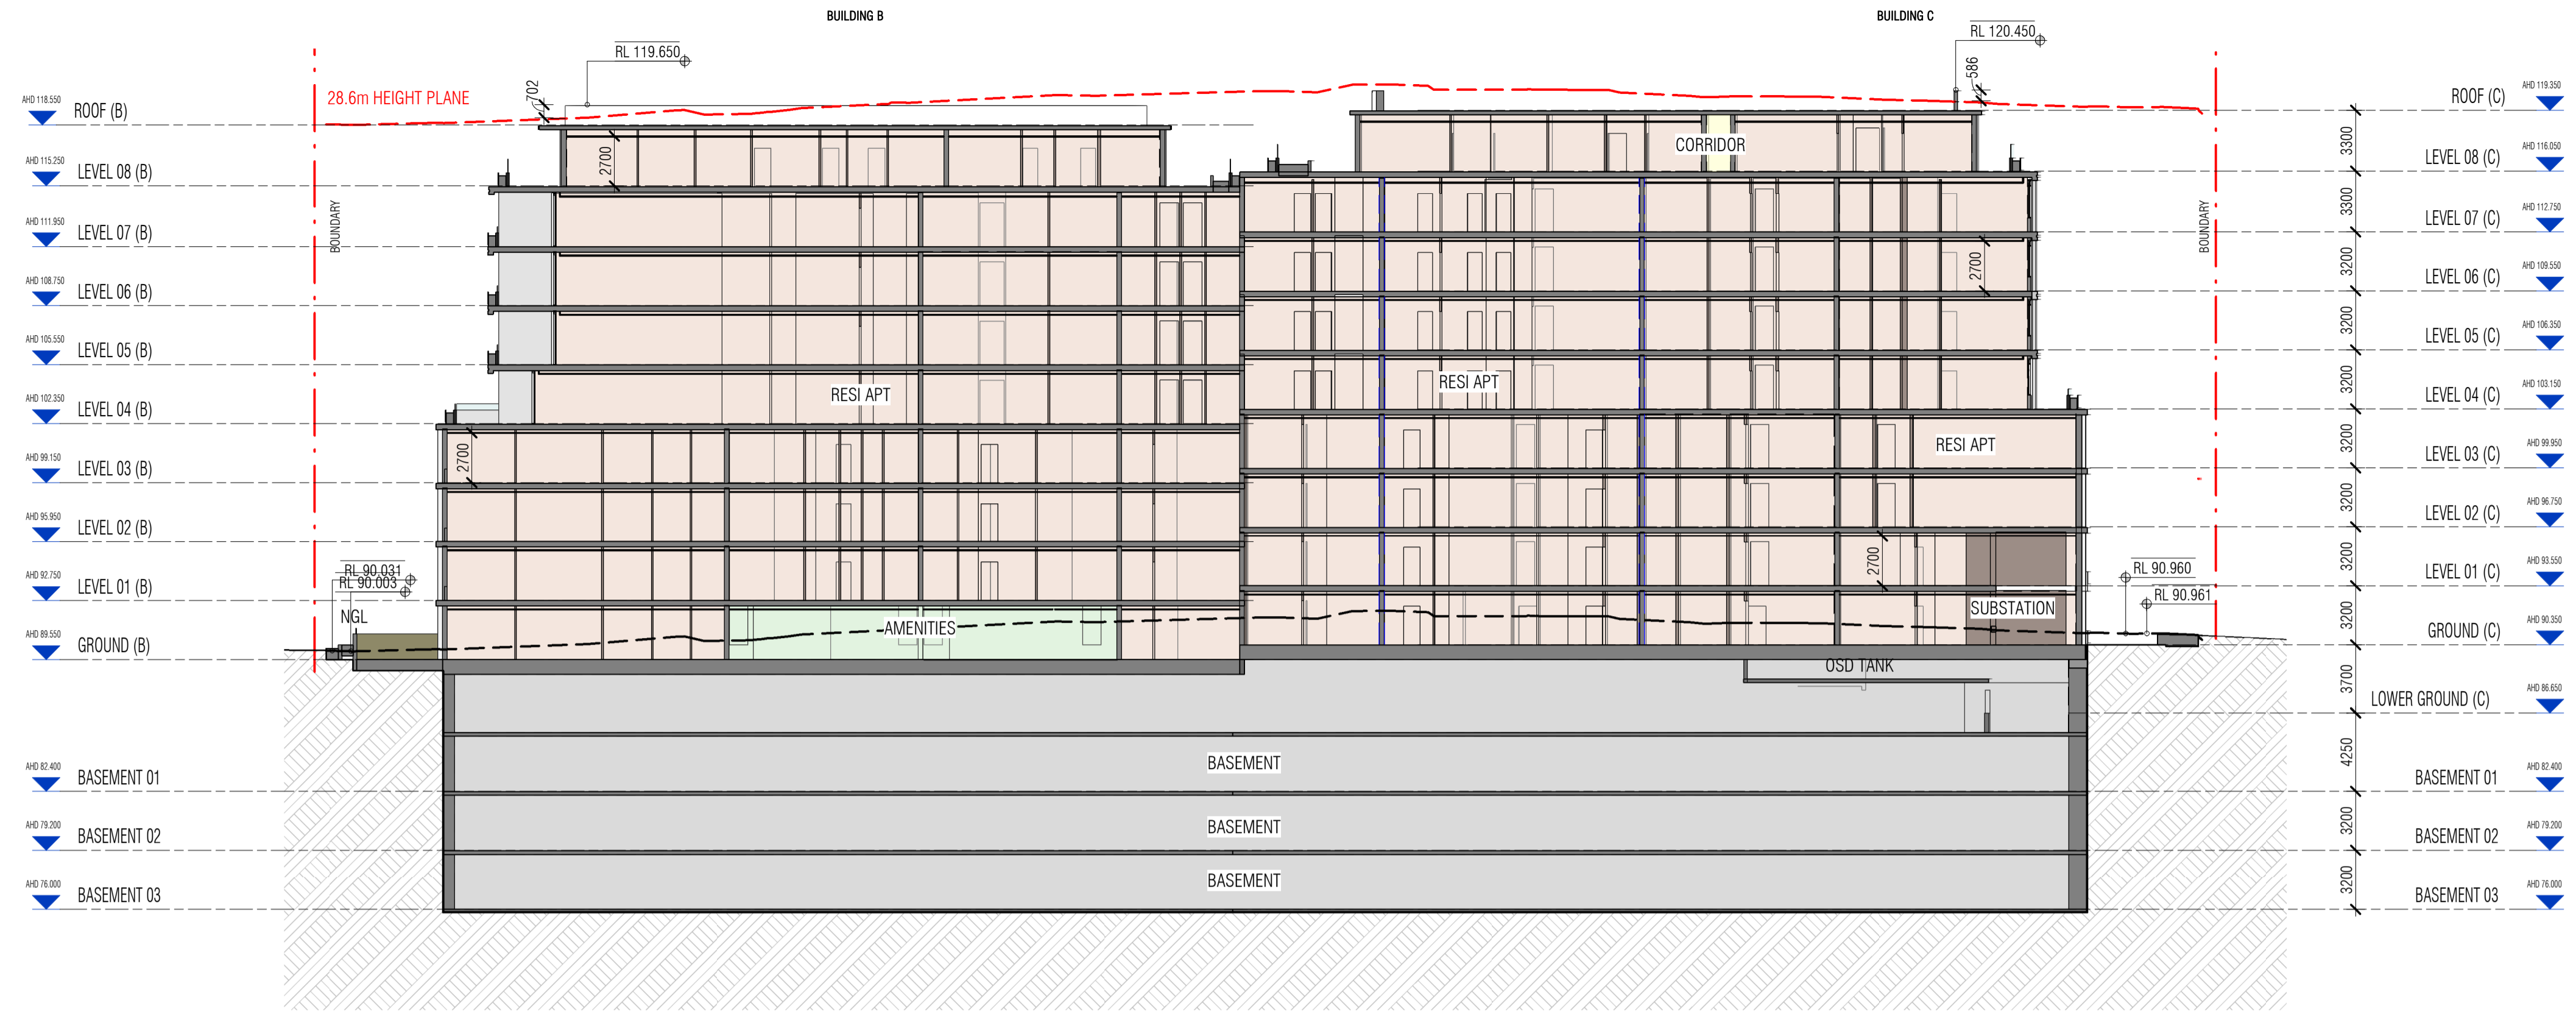 BUILDING B
BUILDING C
RL 119.650
RL 120.450
702
586
28.6m HEIGHT PLANE
AHD 118.550
ROOF (B)
ROOF (C)
AHD 119.350
2700
CORRIDOR
3300
AHD 115.250
LEVEL 08 (B)
LEVEL 08 (C)
AHD 116.050
BOUNDARY
BOUNDARY
3300
AHD 111.950
LEVEL 07 (B)
LEVEL 07 (C)
AHD 112.750
2700
3200
AHD 108.750
LEVEL 06 (B)
LEVEL 06 (C)
AHD 109.550
3200
AHD 105.550
LEVEL 05 (B)
LEVEL 05 (C)
AHD 106.350
RESI APT
RESI APT
3200
AHD 102.350
LEVEL 04 (B)
LEVEL 04 (C)
AHD 103.150
2700
RESI APT
3200
AHD 99.150
LEVEL 03 (B)
LEVEL 03 (C)
AHD 99.950
3200
AHD 95.950
LEVEL 02 (B)
LEVEL 02 (C)
AHD 96.750
2700
3200
RL 90.031
RL 90.003
RL 90.960
RL 90.961
AHD 92.750
LEVEL 01 (B)
LEVEL 01 (C)
AHD 93.550
NGL
AMENITIES
SUBSTATION
3200
AHD 89.550
GROUND (B)
GROUND (C)
AHD 90.350
OSD TANK
3700
LOWER GROUND (C)
AHD 86.650
BASEMENT
4250
AHD 82.400
BASEMENT 01
BASEMENT 01
AHD 82.400
BASEMENT
3200
AHD 79.200
BASEMENT 02
BASEMENT 02
AHD 79.200
BASEMENT
3200
AHD 76.000
BASEMENT 03
BASEMENT 03
AHD 76.000